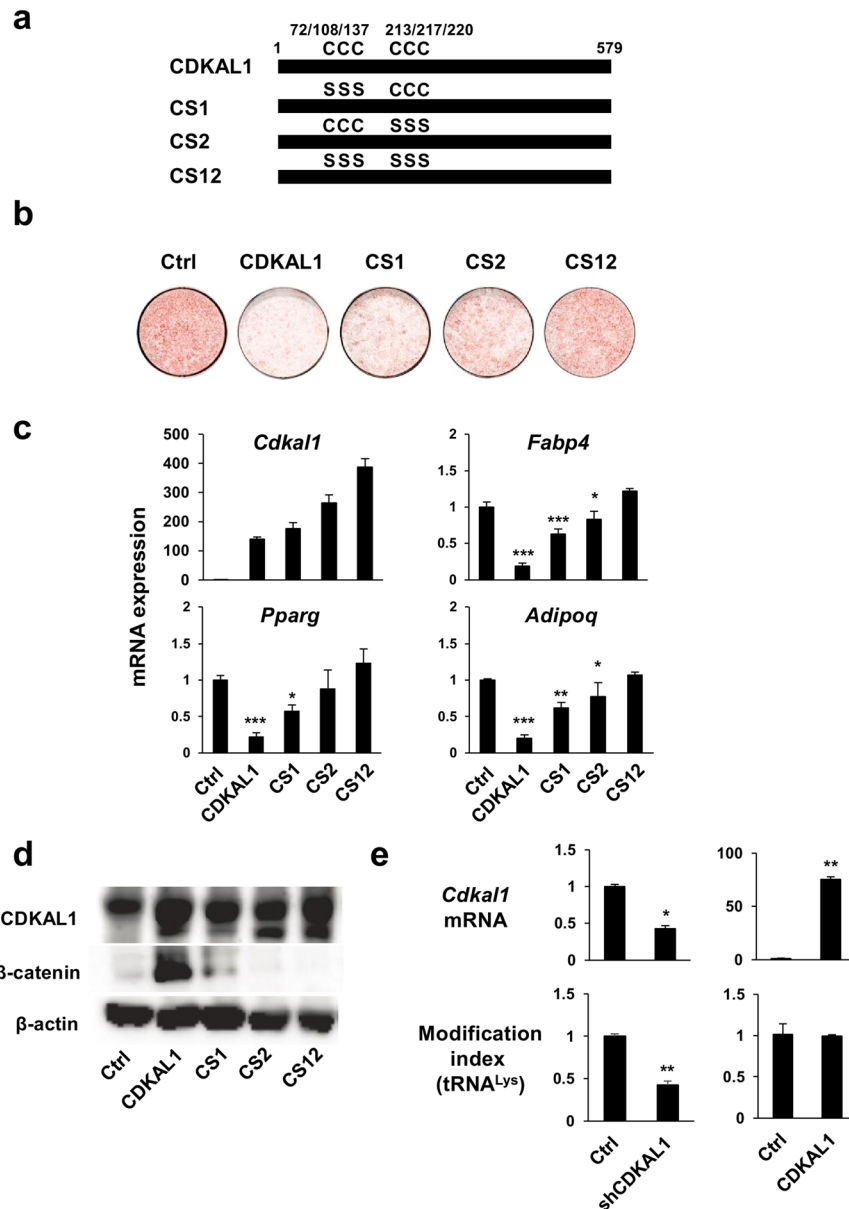 a
72/108/137 213/217/220
1 CCC CCC 579
CDKAL1
SSS CCC
CS1
CCC SSS
CS2
SSS SSS
CS12
b
Ctrl CDKAL1 CS1 CS2 CS12
c
mRNA expression
Cdkal1
500
400
300
200
100
0
Fabp4
2
1.5
1
0.5
0
*** *** *
Pparg
2
1.5
1
0.5
0
*** *
Ctrl CDKAL1 CS1 CS2 CS12
Adipoq
2
1.5
1
0.5
0
*** ** *
Ctrl CDKAL1 CS1 CS2 CS12
d
CDKAL1
β-catenin
β-actin
Ctrl CDKAL1 CS1 CS2 CS12
e
Cdkal1
mRNA
1.5
1
0.5
0
*
100
50
0
**
Modification
index
(tRNALys)
1.5
1
0.5
0
**
Ctrl shCDKAL1
1.5
1
0.5
0
Ctrl CDKAL1